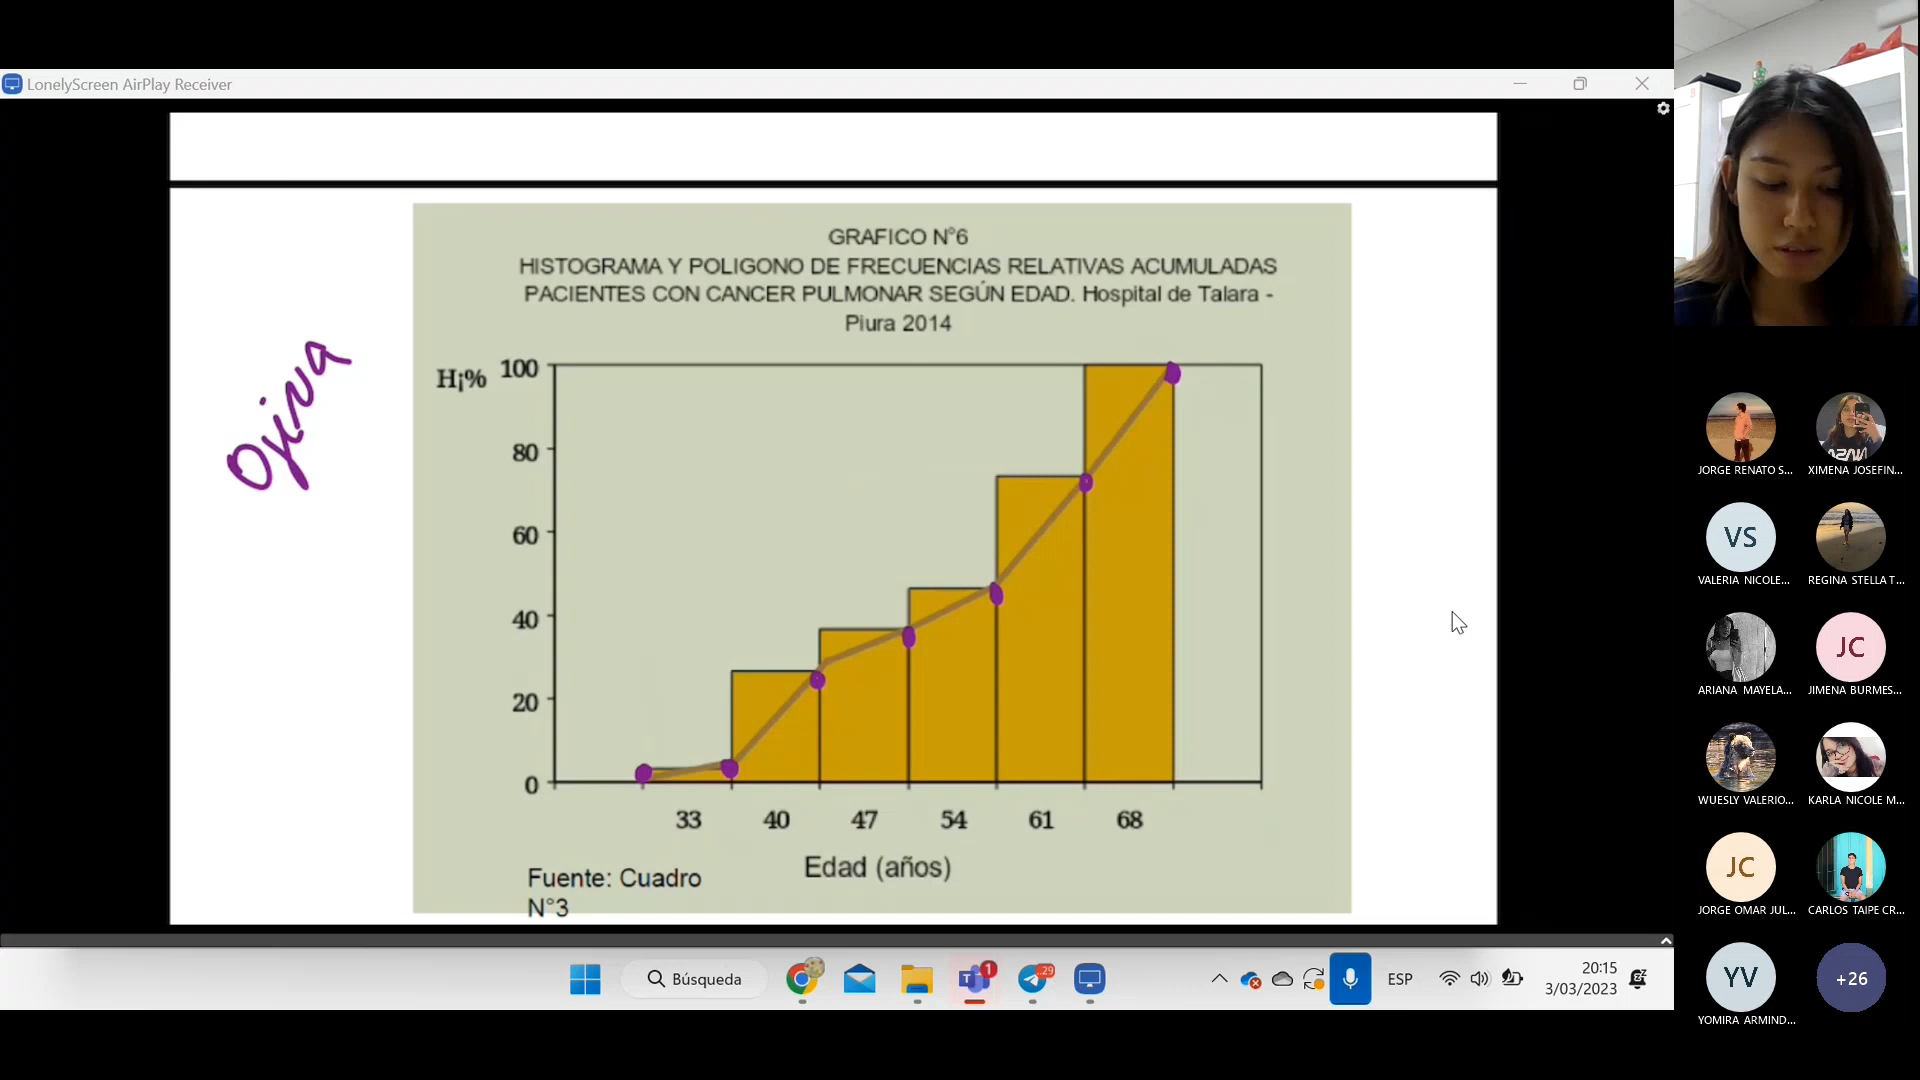 LonelyScreen AirPlay Receiver
GRAFICO N°6
HISTOGRAMA Y POLIGONO DE FRECUENCIAS RELATIVAS ACUMULADAS
PACIENTES CON CANCER PULMONAR SEGÚN EDAD. Hospital de Talara -
Piura 2014
Ojiva
H¡%
100
80
60
40
20
0
33 40 47 54 61 68
Edad (años)
Fuente: Cuadro
N°3
JORGE RENATO S...
XIMENA JOSEFIN...
VS
VALERIA NICOLE...
REGINA STELLA T...
ARIANA MAYELA...
JC
JIMENA BURMES...
WUESLY VALERIO...
KARLA NICOLE M...
JC
JORGE OMAR JUL...
CARLOS TAIPE CR...
YV
YOMIRA ARMIND...
+26
Búsqueda
1
29
ESP
20:15
3/03/2023